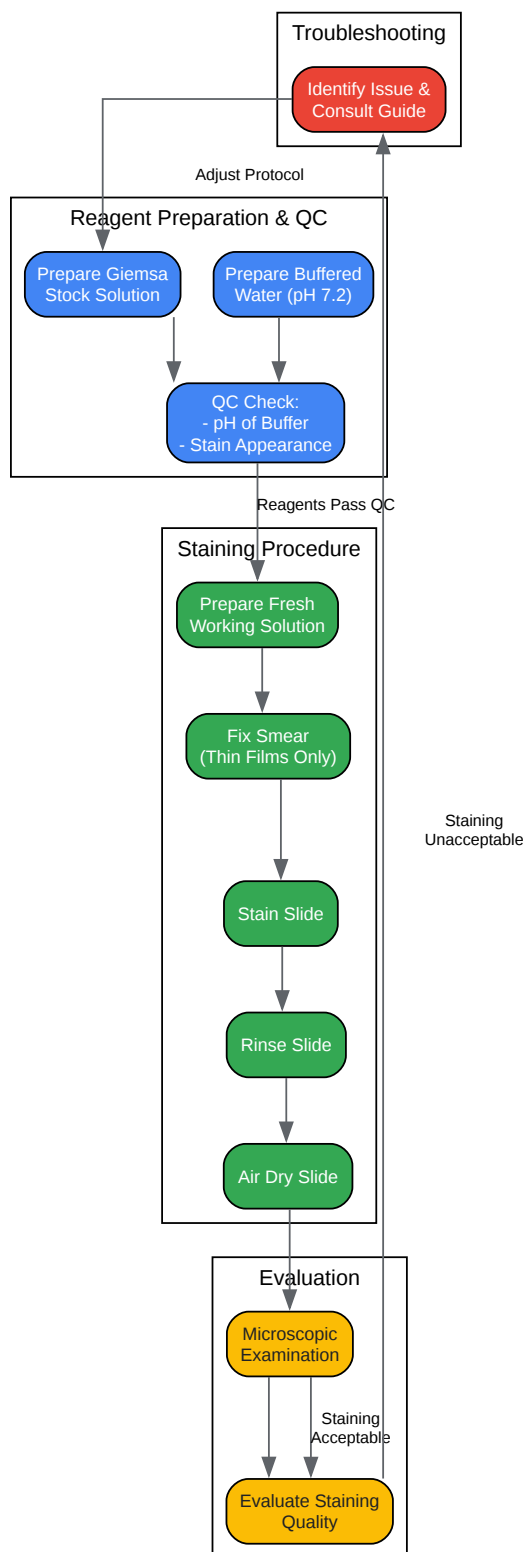 Troubleshooting
Identify Issue &
Consult Guide
Adjust Protocol
Reagent Preparation & QC
Prepare Giemsa
Stock Solution
Prepare Buffered
Water (pH 7.2)
QC Check:
- pH of Buffer
- Stain Appearance
Reagents Pass QC
Staining Procedure
Prepare Fresh
Working Solution
Fix Smear
(Thin Films Only)
Staining
Unacceptable
Stain Slide
Rinse Slide
Air Dry Slide
Evaluation
Microscopic
Examination
Staining
Acceptable
Evaluate Staining
Quality